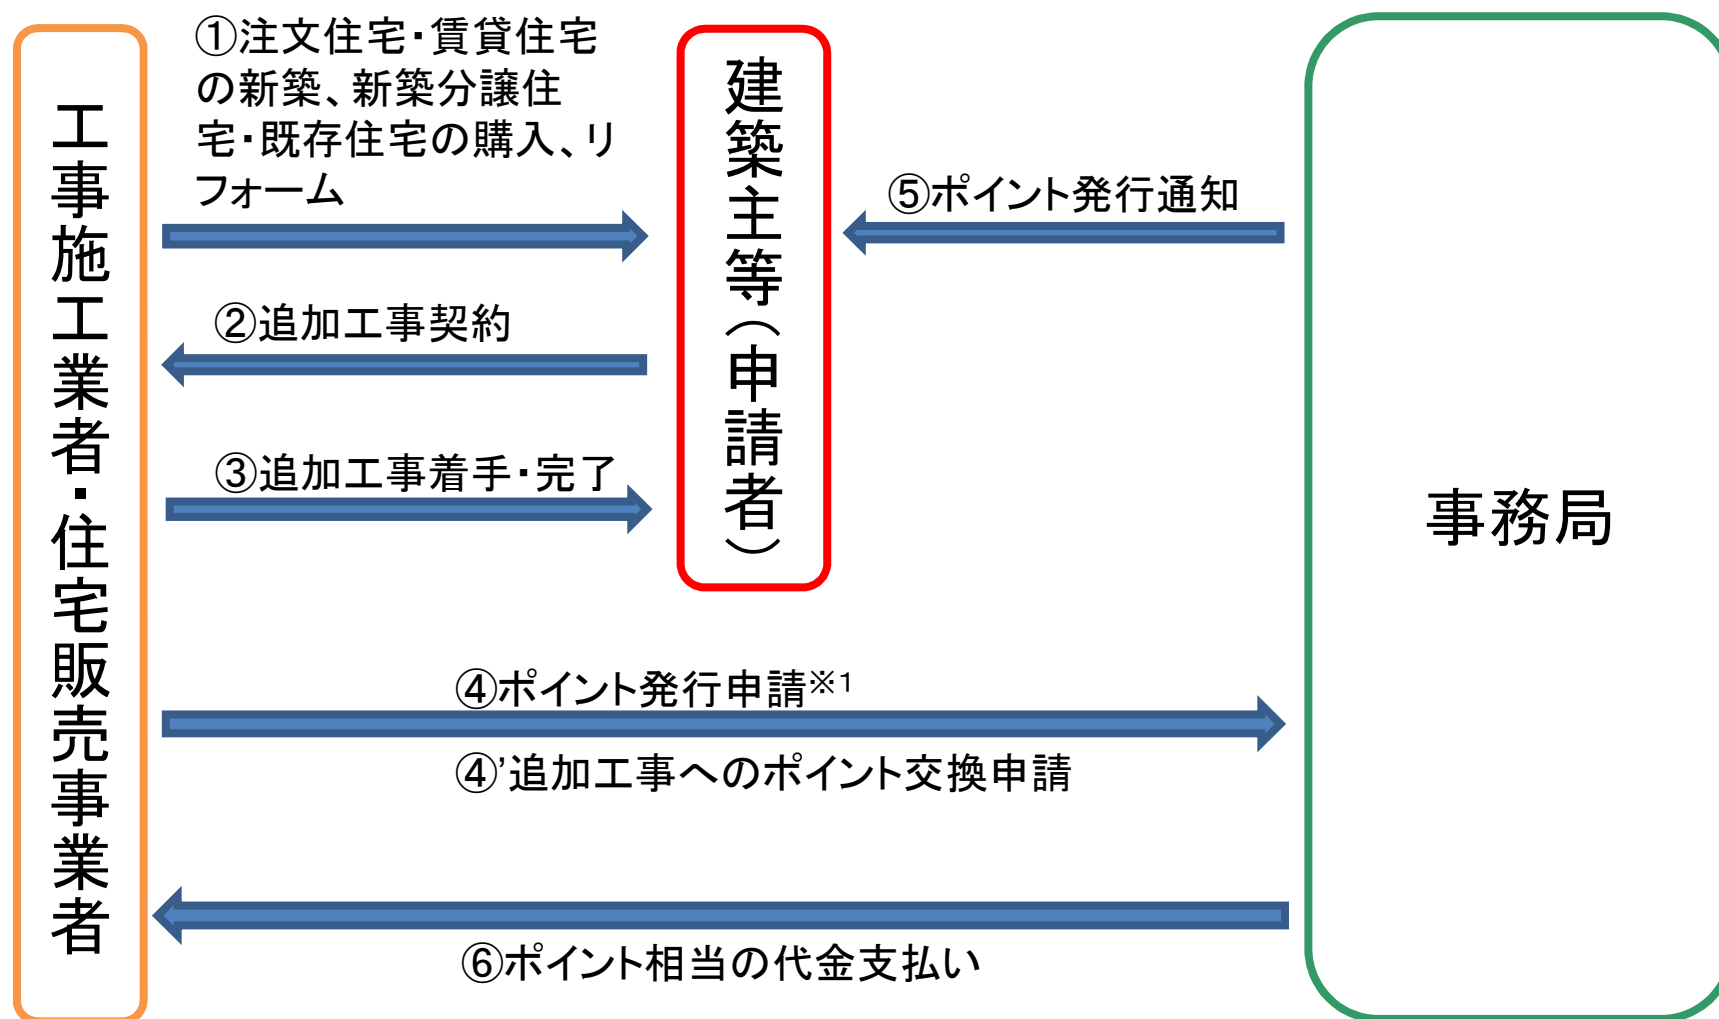 工事施工業者・住宅販売事業者
①注文住宅・賃貸住宅
の新築、新築分譲住
宅・既存住宅の購入、リ
フォーム
②追加工事契約
③追加工事着手・完了
建築主等（申請者）
⑤ポイント発行通知
④ポイント発行申請※1
④'追加工事へのポイント交換申請
⑥ポイント相当の代金支払い
事務局